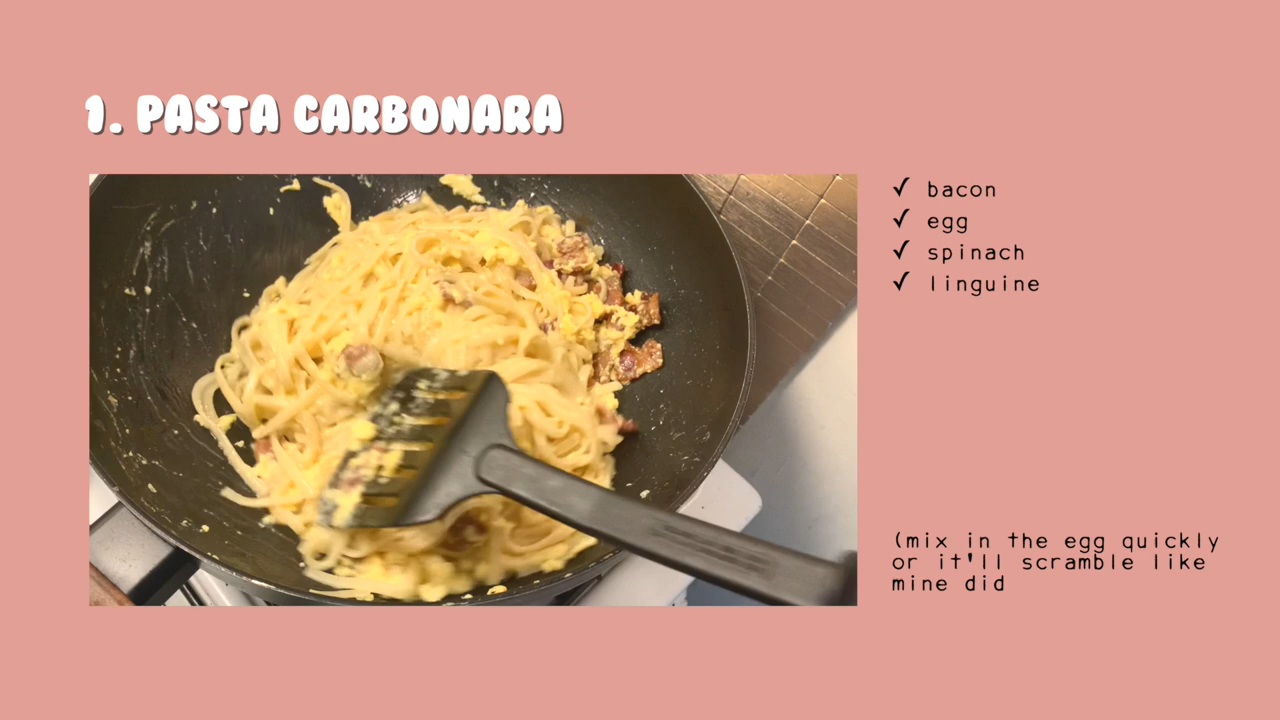 1. PASTA CARBONARA
✓ bacon
✓ egg
✓ spinach
✓ linguine
(mix in the egg quickly
or it'll scramble like
mine did